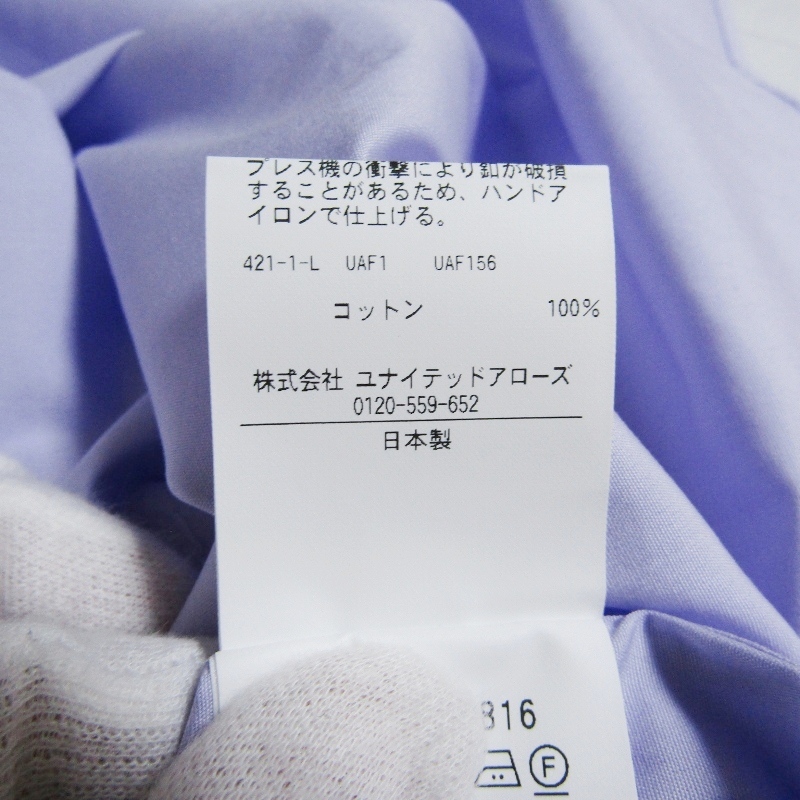 プレス機の衝撃により釦が破損
することがあるため、ハンドア
イロンで仕上げる。
421-1-L UAF1 UAF156
コットン 100%
株式会社 ユナイテッドアローズ
0120-559-652
日本製
816
F